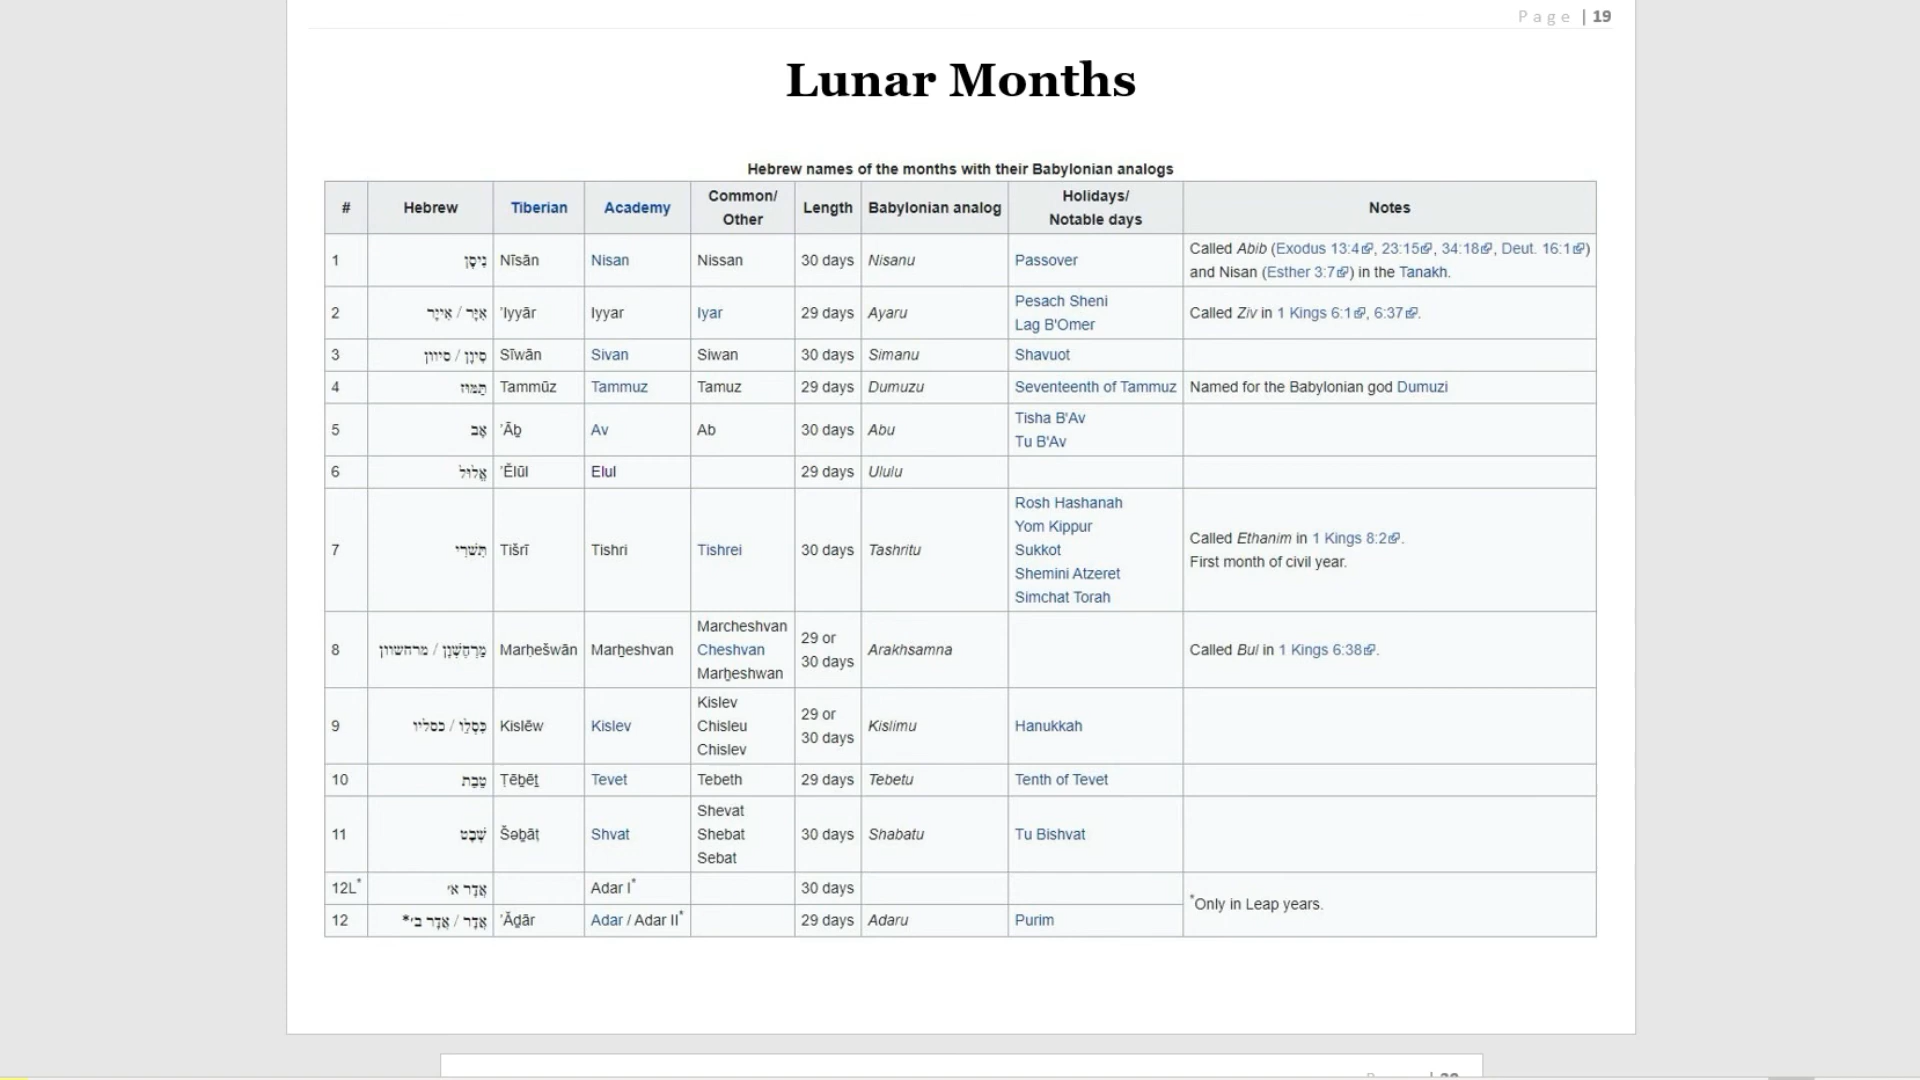 Page | 19
Lunar Months
Hebrew names of the months with their Babylonian analogs
# Hebrew Tiberian Academy Common/ Other Length Babylonian analog Holidays/ Notable days Notes
1 נִיסָן Nīsān Nisan Nissan 30 days Nisanu Passover Called Abib (Exodus 13:4, 23:15, 34:18, Deut. 16:1)
and Nisan (Esther 3:7) in the Tanakh.
2 אִיָּר / אייר ʼIyyār Iyyar Iyar 29 days Ayaru Pesach Sheni
Lag B'Omer
Called Ziv in 1 Kings 6:1, 6:37.
3 סִיוָן / סיוון Sīwān Sivan Siwan 30 days Simanu Shavuot
4 תַּמּוּז Tammūz Tammuz Tamuz 29 days Dumuzu Seventeenth of Tammuz Named for the Babylonian god Dumuzi
5 אָב ʼĀḇ Av Ab 30 days Abu Tisha B'Av
Tu B'Av
6 אֱלוּל ʼĔlūl Elul 29 days Ululu
7 תִּשְׁרִי Tišrī Tishri Tishrei 30 days Tashritu Rosh Hashanah
Yom Kippur
Sukkot
Shemini Atzeret
Simchat Torah
Called Ethanim in 1 Kings 8:2.
First month of civil year.
8 מַרְחֶשְׁוָן / מרחשוון Marḥešwān Marẖeshvan Marcheshvan
Cheshvan
Marẖeshwan
29 or
30 days
Arakhsamna Called Bul in 1 Kings 6:38.
9 כִּסְלֵו / כסליו Kislēw Kislev Kislev
Chisleu
Chislev
29 or
30 days
Kislimu Hanukkah
10 טֵבֵת Ṭēḇēṯ Tevet Tebeth 29 days Tebetu Tenth of Tevet
11 שְׁבָט Šəḇāṭ Shvat Shevat
Shebat
Sebat
30 days Shabatu Tu Bishvat
12L* אֲדָר א׳ Adar I* 30 days
12 אֲדָר / אֲדָר ב׳* ʼĂḏār Adar / Adar II* 29 days Adaru Purim
*Only in Leap years.